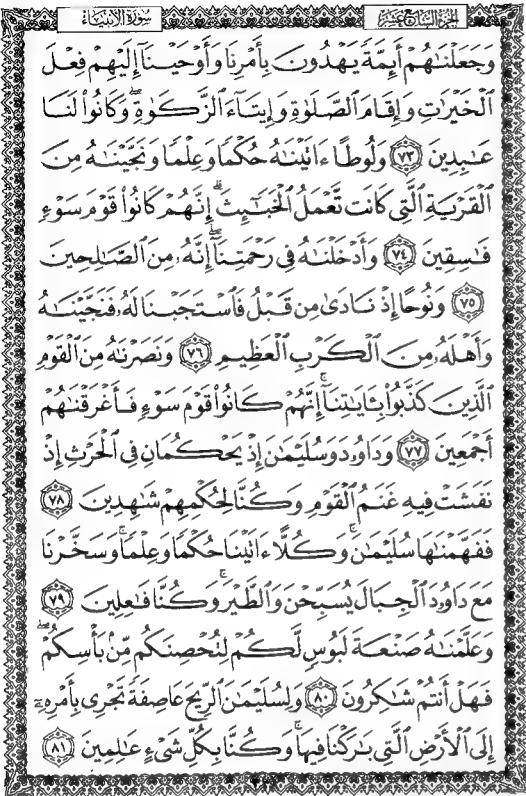 الجزء السابع عشر
سورة الأنبياء
وَجَعَلْنَٰهُمْ أَئِمَّةً يَهْدُونَ بِأَمْرِنَا وَأَوْحَيْنَآ إِلَيْهِمْ فِعْلَ
ٱلْخَيْرَٰتِ وَإِقَامَ ٱلصَّلَوٰةِ وَإِيتَآءَ ٱلزَّكَوٰةِ ۖ وَكَانُوا۟ لَنَا
عَٰبِدِينَ ٧٣ وَلُوطًا ءَاتَيْنَٰهُ حُكْمًا وَعِلْمًا وَنَجَّيْنَٰهُ مِنَ
ٱلْقَرْيَةِ ٱلَّتِى كَانَت تَّعْمَلُ ٱلْخَبَٰٓئِثَ ۗ إِنَّهُمْ كَانُوا۟ قَوْمَ سَوْءٍ
فَٰسِقِينَ ٧٤ وَأَدْخَلْنَٰهُ فِى رَحْمَتِنَآ ۖ إِنَّهُۥ مِنَ ٱلصَّٰلِحِينَ
٧٥ وَنُوحًا إِذْ نَادَىٰ مِن قَبْلُ فَٱسْتَجَبْنَا لَهُۥ فَنَجَّيْنَٰهُ
وَأَهْلَهُۥ مِنَ ٱلْكَرْبِ ٱلْعَظِيمِ ٧٦ وَنَصَرْنَٰهُ مِنَ ٱلْقَوْمِ
ٱلَّذِينَ كَذَّبُوا۟ بِـَٔايَٰتِنَآ ۚ إِنَّهُمْ كَانُوا۟ قَوْمَ سَوْءٍ فَأَغْرَقْنَٰهُمْ
أَجْمَعِينَ ٧٧ وَدَاوُۥدَ وَسُلَيْمَٰنَ إِذْ يَحْكُمَانِ فِى ٱلْحَرْثِ إِذْ
نَفَشَتْ فِيهِ غَنَمُ ٱلْقَوْمِ وَكُنَّا لِحُكْمِهِمْ شَٰهِدِينَ ٧٨
فَفَهَّمْنَٰهَا سُلَيْمَٰنَ ۚ وَكُلًّا ءَاتَيْنَا حُكْمًا وَعِلْمًا ۚ وَسَخَّرْنَا
مَعَ دَاوُۥدَ ٱلْجِبَالَ يُسَبِّحْنَ وَٱلطَّيْرَ ۚ وَكُنَّا فَٰعِلِينَ ٧٩
وَعَلَّمْنَٰهُ صَنْعَةَ لَبُوسٍ لَّكُمْ لِتُحْصِنَكُم مِّنۢ بَأْسِكُمْ ۖ
فَهَلْ أَنتُمْ شَٰكِرُونَ ٨٠ وَلِسُلَيْمَٰنَ ٱلرِّيحَ عَاصِفَةً تَجْرِى بِأَمْرِهِۦٓ
إِلَى ٱلْأَرْضِ ٱلَّتِى بَٰرَكْنَا فِيهَا ۚ وَكُنَّا بِكُلِّ شَىْءٍ عَٰلِمِينَ ٨١